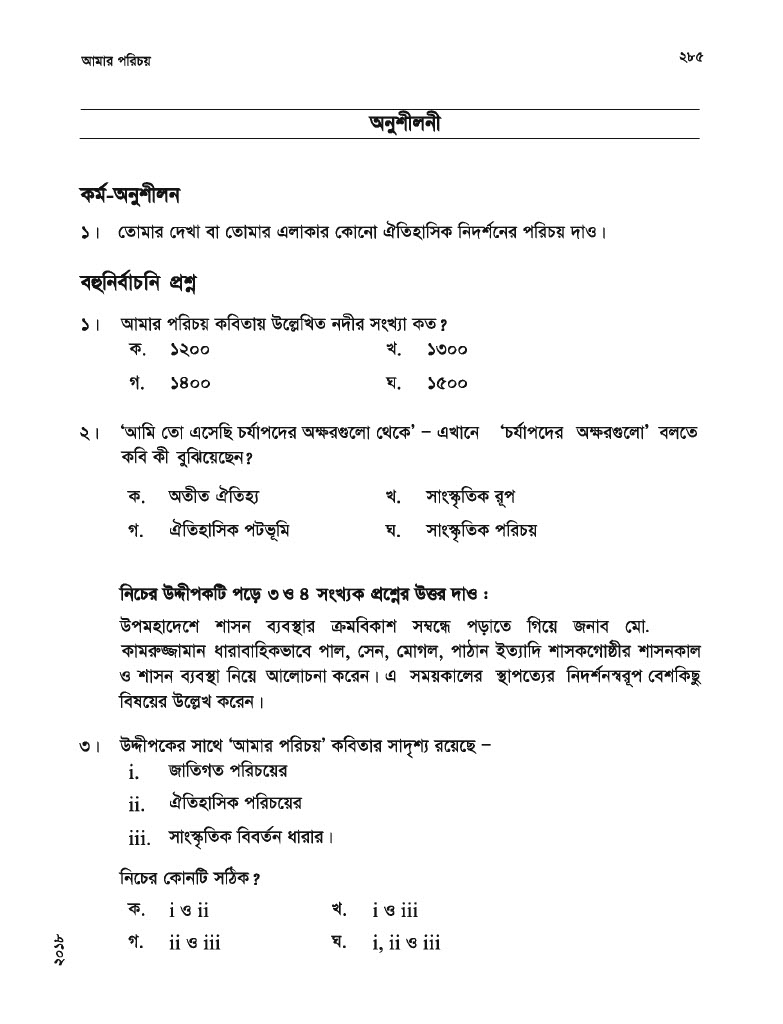 আমার পরিচয় ২৮৫
অনুশীলনী
কর্ম-অনুশীলন
১। তোমার দেখা বা তোমার এলাকার কোনো ঐতিহাসিক নিদর্শনের পরিচয় দাও।
বহুনির্বাচনি প্রশ্ন
১। আমার পরিচয় কবিতায় উল্লেখিত নদীর সংখ্যা কত?
ক. ১২০০ খ. ১৩০০
গ. ১৪০০ ঘ. ১৫০০
২। ‘আমি তো এসেছি চর্যাপদের অক্ষরগুলো থেকে’ – এখানে ‘চর্যাপদের অক্ষরগুলো’ বলতে
কবি কী বুঝিয়েছেন?
ক. অতীত ঐতিহ্য খ. সাংস্কৃতিক রূপ
গ. ঐতিহাসিক পটভূমি ঘ. সাংস্কৃতিক পরিচয়
নিচের উদ্দীপকটি পড়ে ৩ ও ৪ সংখ্যক প্রশ্নের উত্তর দাও :
উপমহাদেশে শাসন ব্যবস্থার ক্রমবিকাশ সম্বন্ধে পড়াতে গিয়ে জনাব মো.
কামরুজ্জামান ধারাবাহিকভাবে পাল, সেন, মোগল, পাঠান ইত্যাদি শাসকগোষ্ঠীর শাসনকাল
ও শাসন ব্যবস্থা নিয়ে আলোচনা করেন। এ সময়কালের স্থাপত্যের নিদর্শনস্বরূপ বেশকিছু
বিষয়ের উল্লেখ করেন।
৩। উদ্দীপকের সাথে ‘আমার পরিচয়’ কবিতার সাদৃশ্য রয়েছে –
i. জাতিগত পরিচয়ের
ii. ঐতিহাসিক পরিচয়ের
iii. সাংস্কৃতিক বিবর্তন ধারার।
নিচের কোনটি সঠিক?
ক. i ও ii খ. i ও iii
গ. ii ও iii ঘ. i, ii ও iii
২০১৮